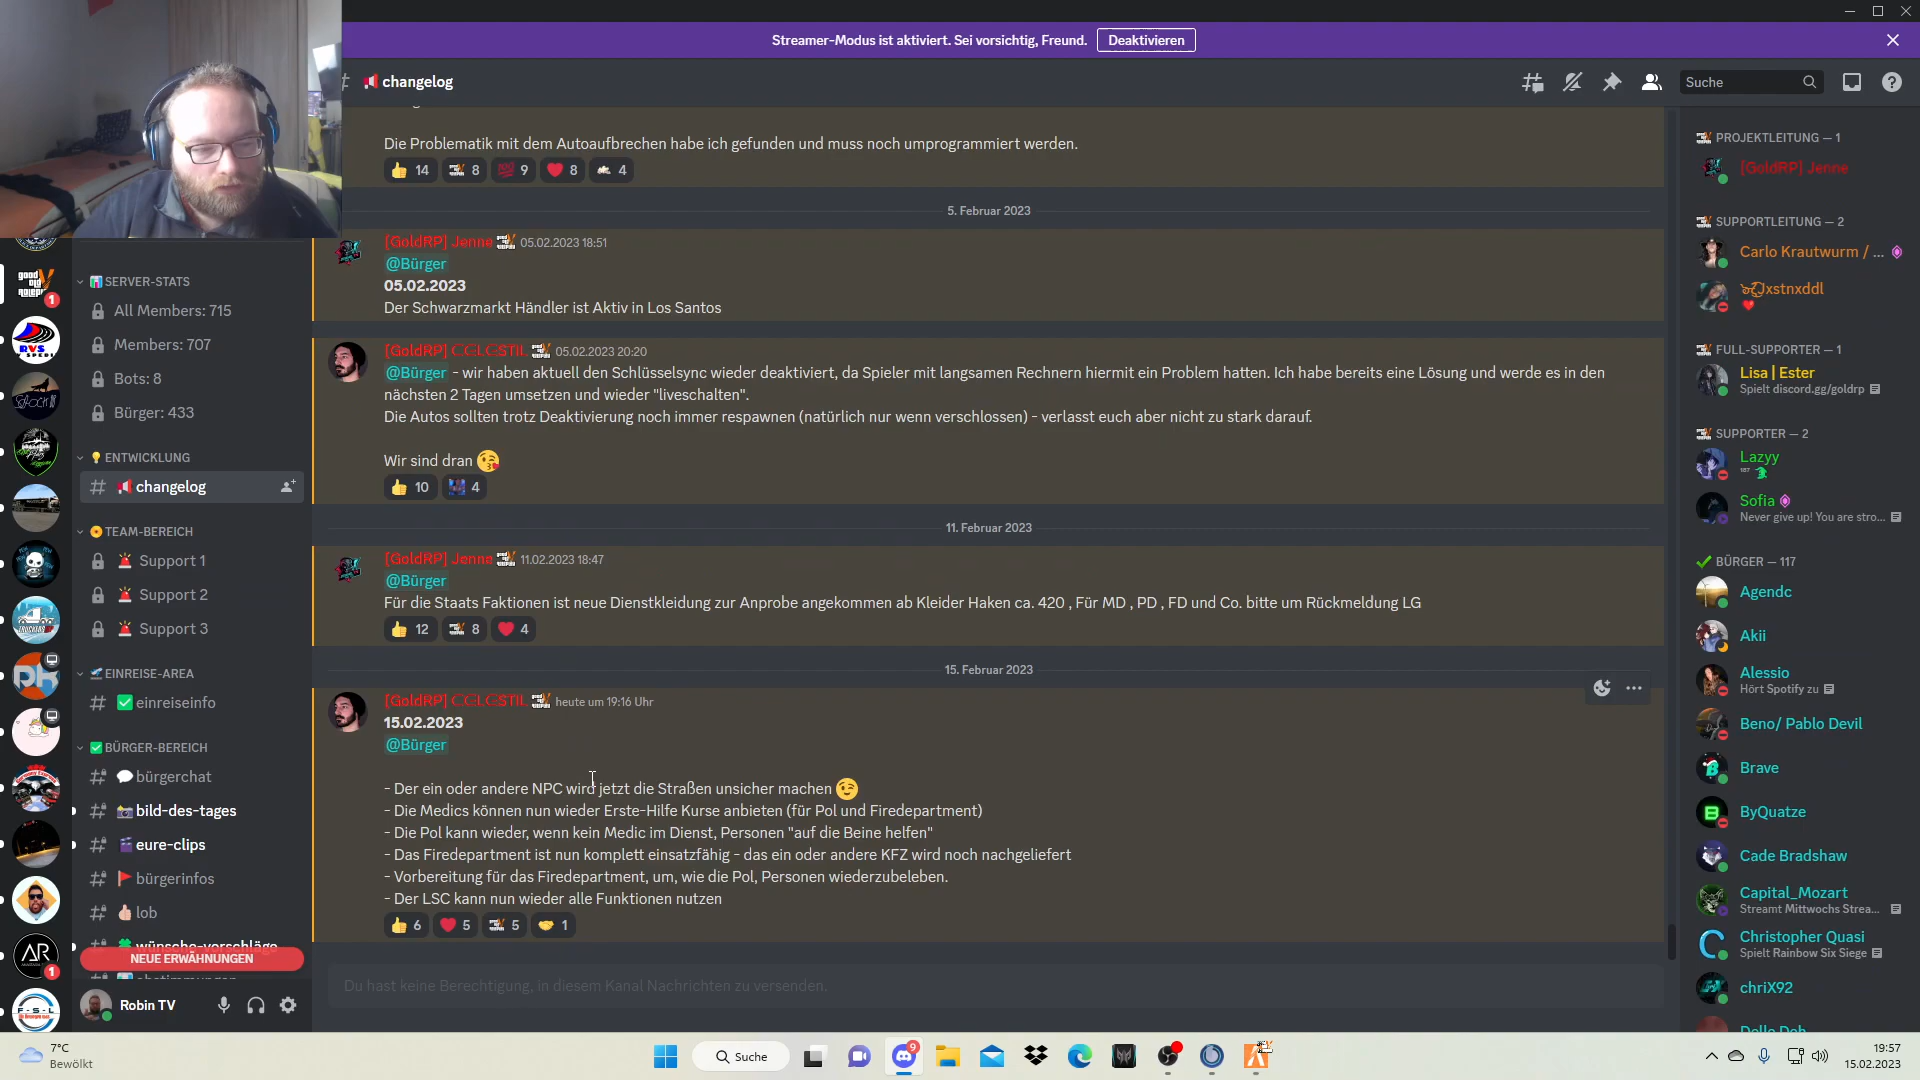 Streamer-Modus ist aktiviert. Sei vorsichtig, Freund.
Deaktivieren
changelog
Suche
Die Problematik mit dem Autoaufbrechen habe ich gefunden und muss noch umprogrammiert werden.
14
8
9
8
4
5. Februar 2023
[GoldRP] Jenne 05.02.2023 18:51
@Bürger
05.02.2023
Der Schwarzmarkt Händler ist Aktiv in Los Santos
[GoldRP] 05.02.2023 20:20
@Bürger - wir haben aktuell den Schlüsselsync wieder deaktiviert, da Spieler mit langsamen Rechnern hiermit ein Problem hatten. Ich habe bereits eine Lösung und werde es in den
nächsten 2 Tagen umsetzen und wieder "liveschalten".
Die Autos sollten trotz Deaktivierung noch immer respawnen (natürlich nur wenn verschlossen) - verlasst euch aber nicht zu stark darauf.
Wir sind dran 😘
10
4
11. Februar 2023
[GoldRP] Jenne 11.02.2023 18:47
@Bürger
Für die Staats Faktionen ist neue Dienstkleidung zur Anprobe angekommen ab Kleider Haken ca. 420 , Für MD , PD , FD und Co. bitte um Rückmeldung LG
12
8
4
15. Februar 2023
[GoldRP] heute um 19:16 Uhr
15.02.2023
@Bürger
- Der ein oder andere NPC wird jetzt die Straßen unsicher machen 😉
- Die Medics können nun wieder Erste-Hilfe Kurse anbieten (für Pol und Firedepartment)
- Die Pol kann wieder, wenn kein Medic im Dienst, Personen "auf die Beine helfen"
- Das Firedepartment ist nun komplett einsatzfähig - das ein oder andere KFZ wird noch nachgeliefert
- Vorbereitung für das Firedepartment, um, wie die Pol, Personen wiederzubeleben.
- Der LSC kann nun wieder alle Funktionen nutzen
6
5
5
1
Du hast keine Berechtigung, in diesem Kanal Nachrichten zu versenden.
SERVER-STATS
All Members: 715
Members: 707
Bots: 8
Bürger: 433
ENTWICKLUNG
changelog
TEAM-BEREICH
Support 1
Support 2
Support 3
EINREISE-AREA
einreiseinfo
BÜRGER-BEREICH
bürgerchat
bild-des-tages
eure-clips
bürgerinfos
lob
wünsche-vorschläge
NEUE ERWÄHNUNGEN
Robin TV
PROJEKTLEITUNG — 1
[GoldRP] Jenne
SUPPORTLEITUNG — 2
Carlo Krautwurm / ...
Jxstnxddl
FULL-SUPPORTER — 1
Lisa | Ester
Spielt discord.gg/goldrp
SUPPORTER — 2
Lazyy
187
Sofia
Never give up! You are stro...
BÜRGER — 117
Agendc
Akii
Alessio
Hört Spotify zu
Beno/ Pablo Devil
Brave
ByQuatze
Cade Bradshaw
Capital_Mozart
Streamt Mittwochs Strea...
Christopher Quasi
Spielt Rainbow Six Siege
chriX92
1
RVS
AR
1
F-S-L
7°C
Bewölkt
Suche
9
19:57
15.02.2023